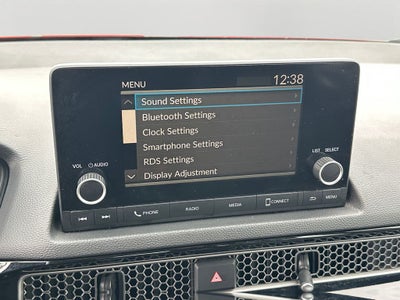 MENU 12:38
Sound Settings
Bluetooth Settings
Clock Settings
Smartphone Settings
RDS Settings
Display Adjustment
VOL AUDIO
LIST SELECT
PHONE RADIO MEDIA CONNECT MENU